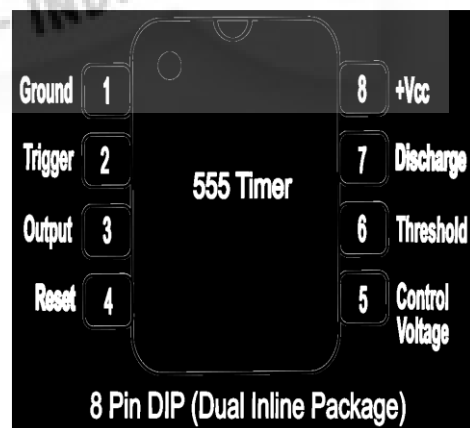 Ground 1 8 +Vcc
Trigger 2 7 Discharge
555 Timer
Output 3 6 Threshold
Reset 4 5 Control
Voltage
8 Pin DIP (Dual Inline Package)